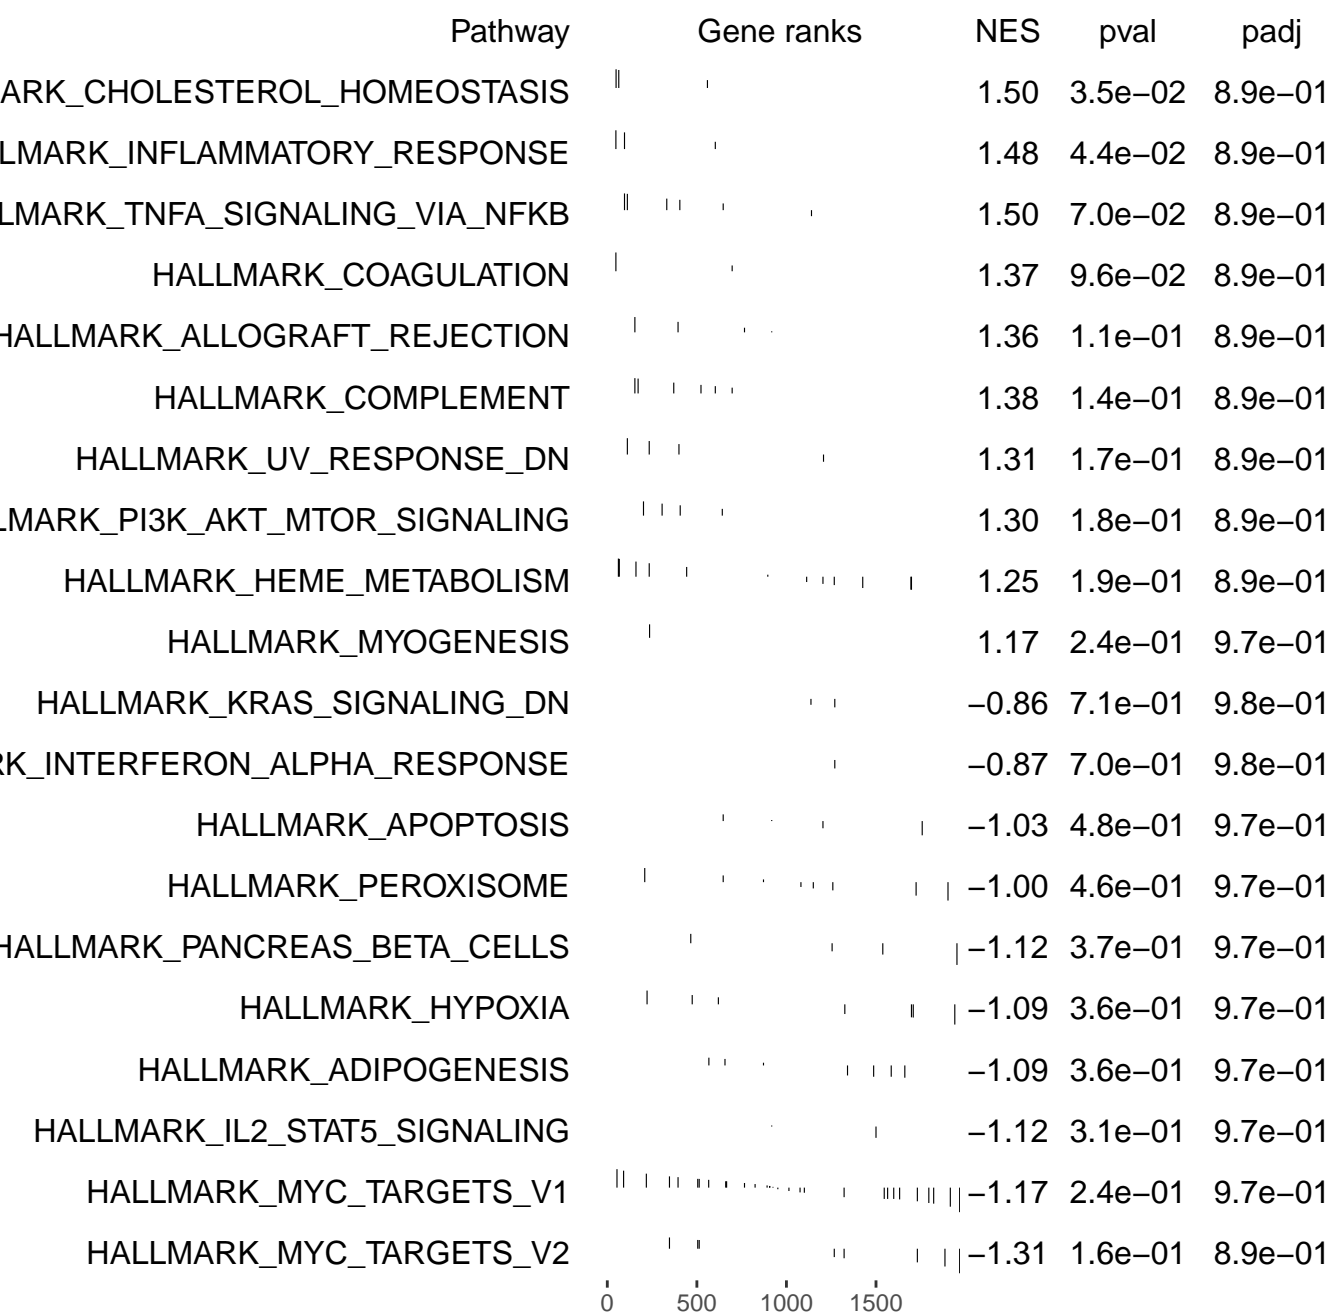 Pathway Gene ranks NES pval padj
ARK_CHOLESTEROL_HOMEOSTASIS 1.50 3.5e−02 8.9e−01
LMARK_INFLAMMATORY_RESPONSE 1.48 4.4e−02 8.9e−01
LMARK_TNFA_SIGNALING_VIA_NFKB 1.50 7.0e−02 8.9e−01
HALLMARK_COAGULATION 1.37 9.6e−02 8.9e−01
HALLMARK_ALLOGRAFT_REJECTION 1.36 1.1e−01 8.9e−01
HALLMARK_COMPLEMENT 1.38 1.4e−01 8.9e−01
HALLMARK_UV_RESPONSE_DN 1.31 1.7e−01 8.9e−01
LMARK_PI3K_AKT_MTOR_SIGNALING 1.30 1.8e−01 8.9e−01
HALLMARK_HEME_METABOLISM 1.25 1.9e−01 8.9e−01
HALLMARK_MYOGENESIS 1.17 2.4e−01 9.7e−01
HALLMARK_KRAS_SIGNALING_DN −0.86 7.1e−01 9.8e−01
RK_INTERFERON_ALPHA_RESPONSE −0.87 7.0e−01 9.8e−01
HALLMARK_APOPTOSIS −1.03 4.8e−01 9.7e−01
HALLMARK_PEROXISOME −1.00 4.6e−01 9.7e−01
HALLMARK_PANCREAS_BETA_CELLS −1.12 3.7e−01 9.7e−01
HALLMARK_HYPOXIA −1.09 3.6e−01 9.7e−01
HALLMARK_ADIPOGENESIS −1.09 3.6e−01 9.7e−01
HALLMARK_IL2_STAT5_SIGNALING −1.12 3.1e−01 9.7e−01
HALLMARK_MYC_TARGETS_V1 −1.17 2.4e−01 9.7e−01
HALLMARK_MYC_TARGETS_V2 −1.31 1.6e−01 8.9e−01
0 500 1000 1500